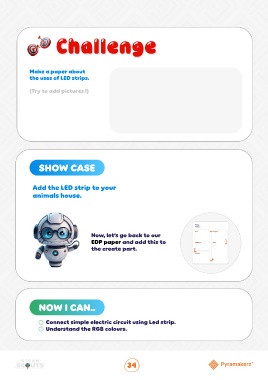 Challenge
Make a paper about
the uses of LED strips.
(Try to add pictures!)
SHOW CASE
Add the LED strip to your
animals house.
Now, let's go back to our
EDP paper and add this to
the create part.
NOW I CAN..
Connect simple electric circuit using Led strip.
Understand the RGB colours.
34
Pyramakerz